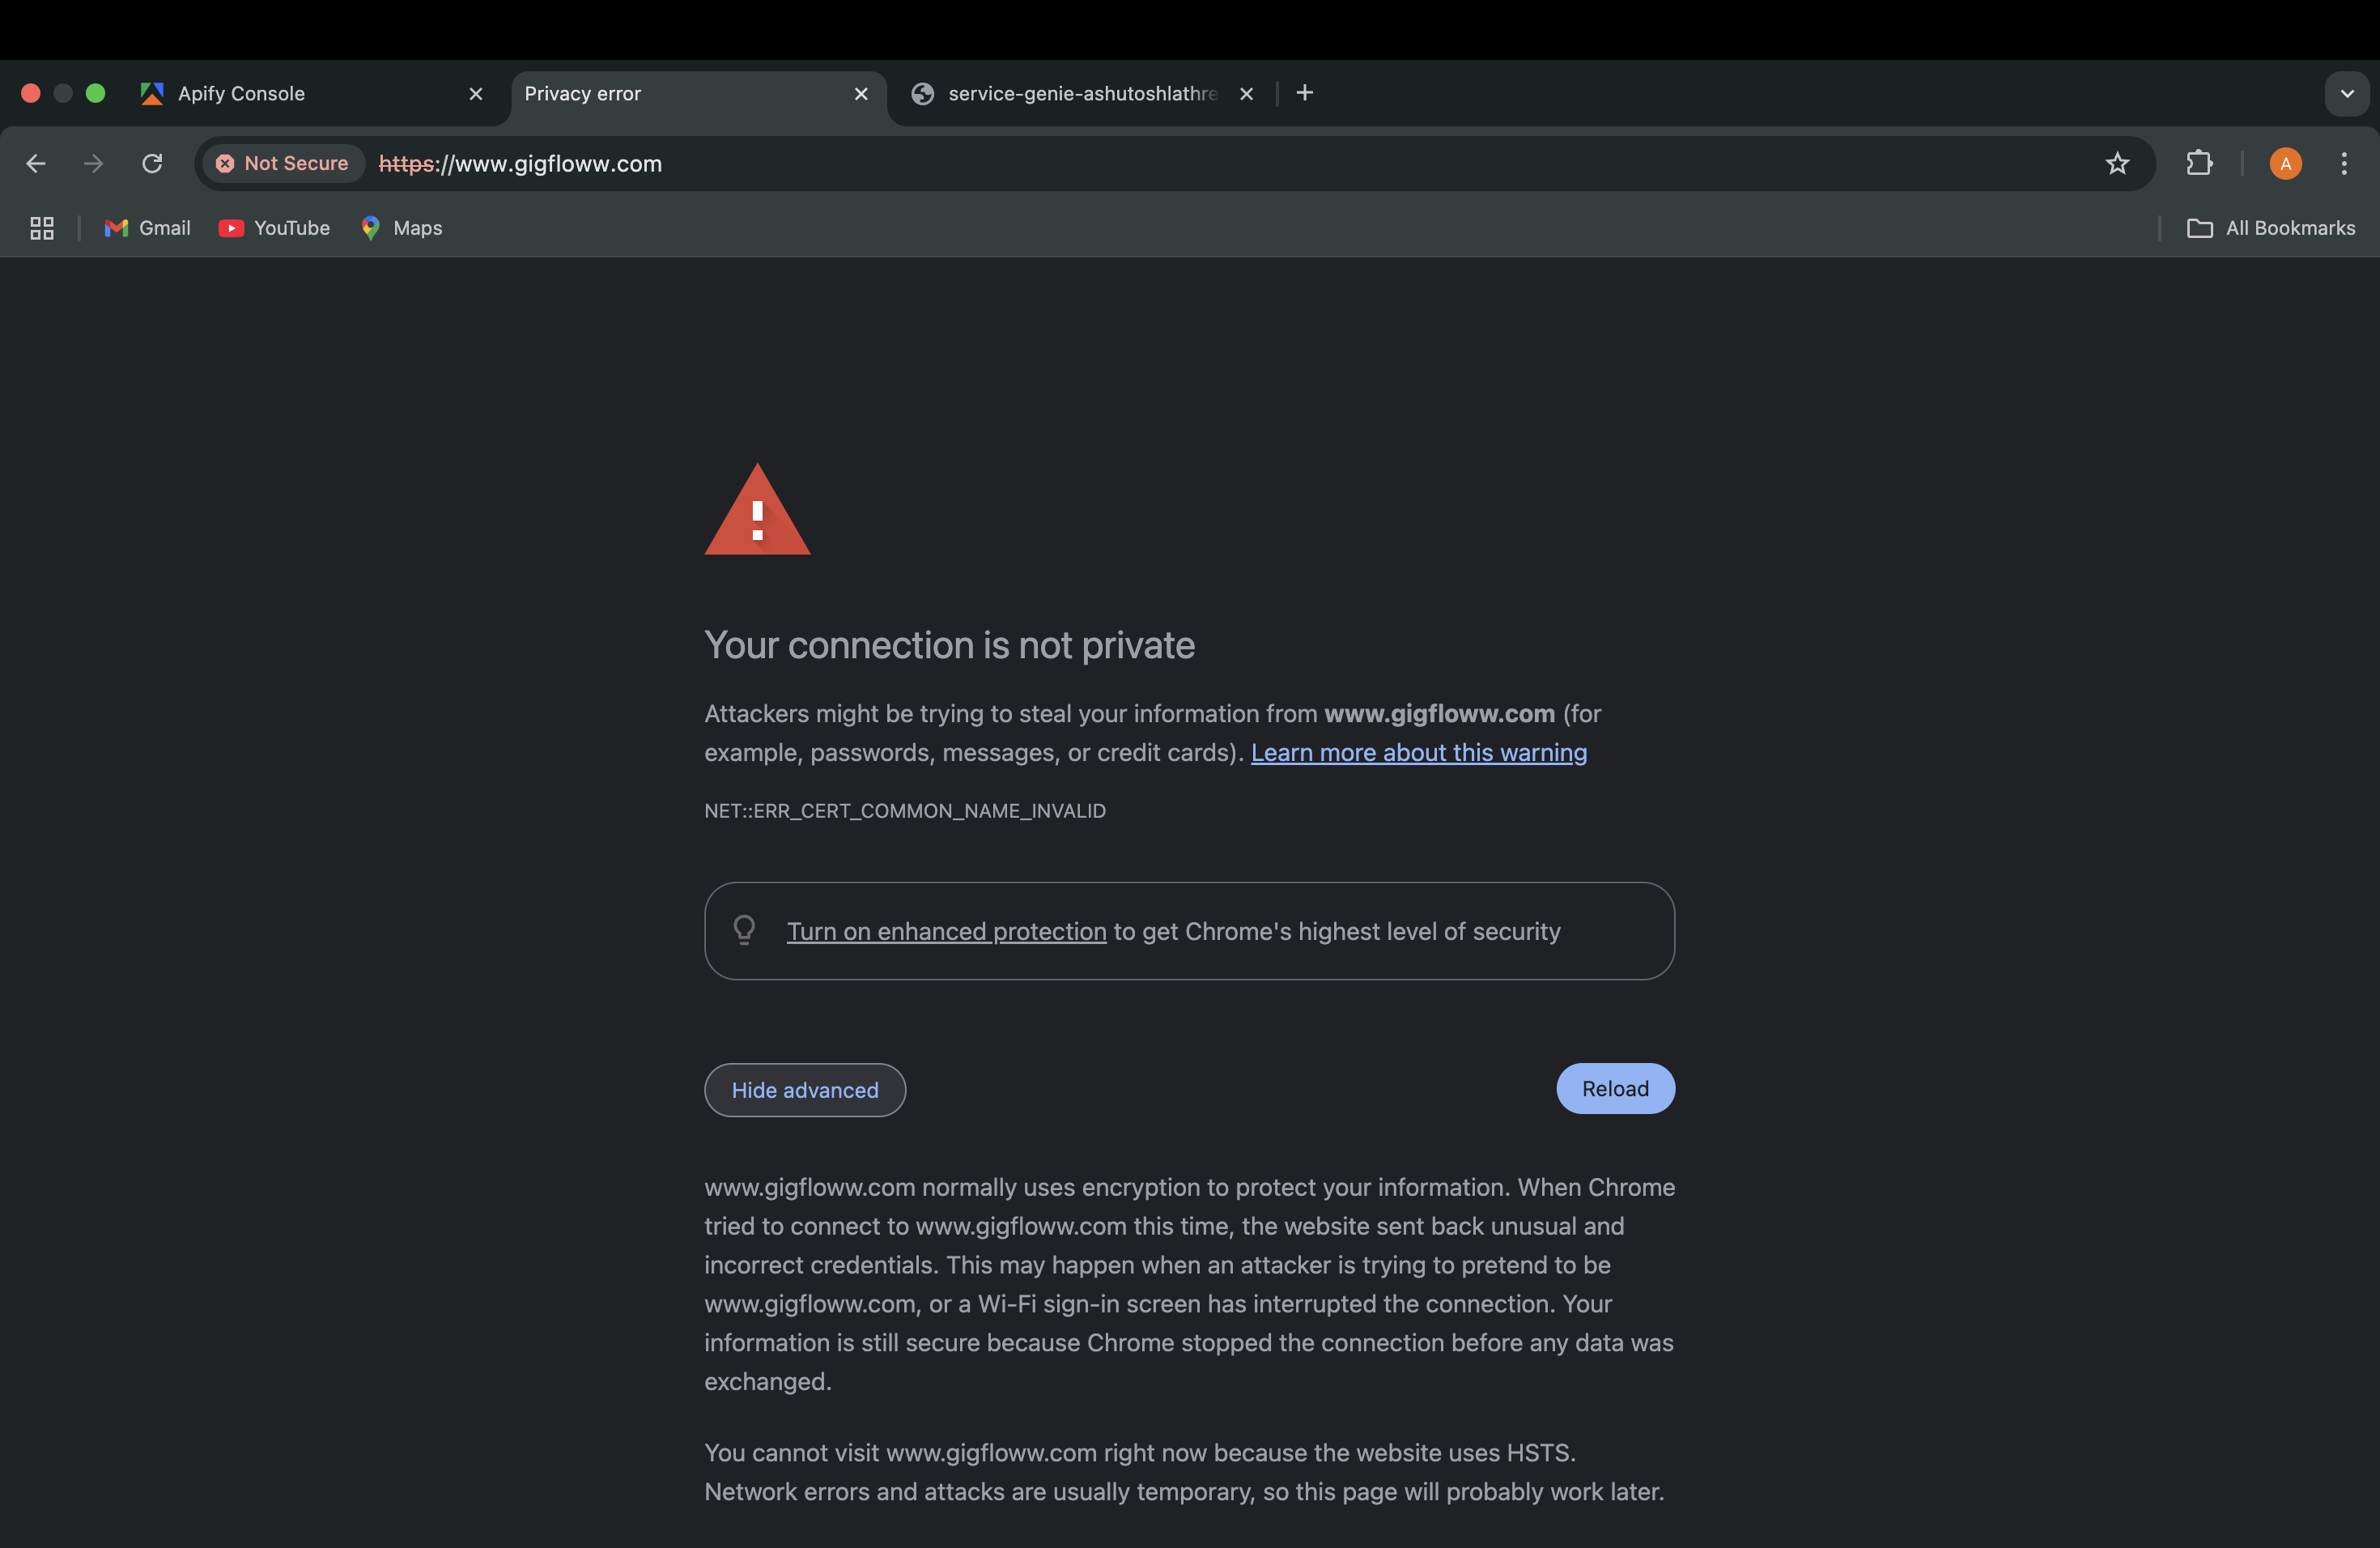 Apify Console
Privacy error
service-genie-ashutoshlathre
Not Secure
https://www.gigfloww.com
A
Gmail
YouTube
Maps
All Bookmarks
Your connection is not private
Attackers might be trying to steal your information from www.gigfloww.com (for
example, passwords, messages, or credit cards). Learn more about this warning
NET::ERR_CERT_COMMON_NAME_INVALID
Turn on enhanced protection to get Chrome's highest level of security
Hide advanced
Reload
www.gigfloww.com normally uses encryption to protect your information. When Chrome
tried to connect to www.gigfloww.com this time, the website sent back unusual and
incorrect credentials. This may happen when an attacker is trying to pretend to be
www.gigfloww.com, or a Wi-Fi sign-in screen has interrupted the connection. Your
information is still secure because Chrome stopped the connection before any data was
exchanged.
You cannot visit www.gigfloww.com right now because the website uses HSTS.
Network errors and attacks are usually temporary, so this page will probably work later.